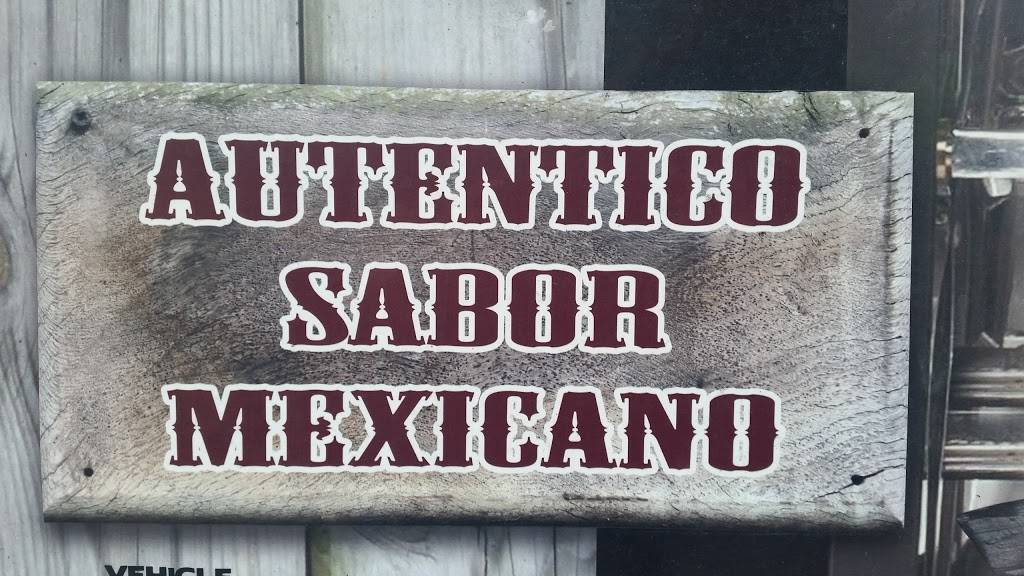 AUTENTICO
SABOR
MEXICANO
VEHICLE